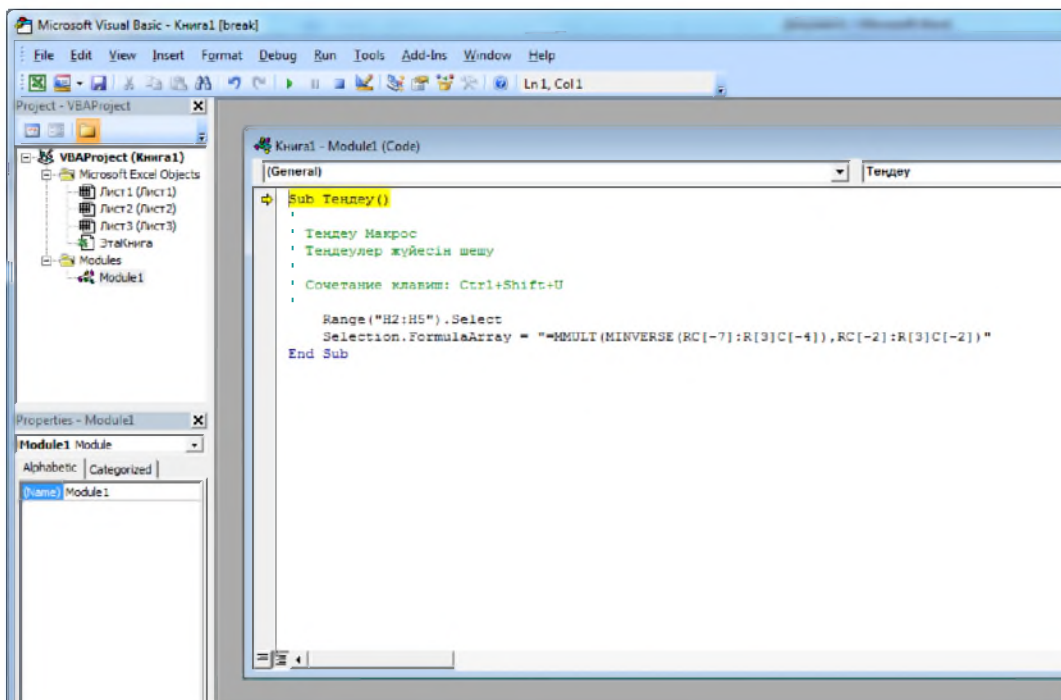 Microsoft Visual Basic - Книга1 [break]
File Edit View Insert Format Debug Run Tools Add-Ins Window Help
Ln 1, Col 1
Project - VBAProject
VBAProject (Книга1)
Microsoft Excel Objects
Лист1 (Лист1)
Лист2 (Лист2)
Лист3 (Лист3)
ЭтаКнига
Modules
Module1
Properties - Module1
Module1 Module
Alphabetic Categorized
(Name) Module1
Книга1 - Module1 (Code)
(General) Теңдеу
Sub Теңдеу()
'
' Теңдеу Макрос
' Теңдеулер жүйесін шешу
'
' Сочетание клавиш: Ctrl+Shift+U
'
Range("H2:H5").Select
Selection.FormulaArray = "=MMULT(MINVERSE(RC[-7]:R[3]C[-4]),RC[-2]:R[3]C[-2])"
End Sub